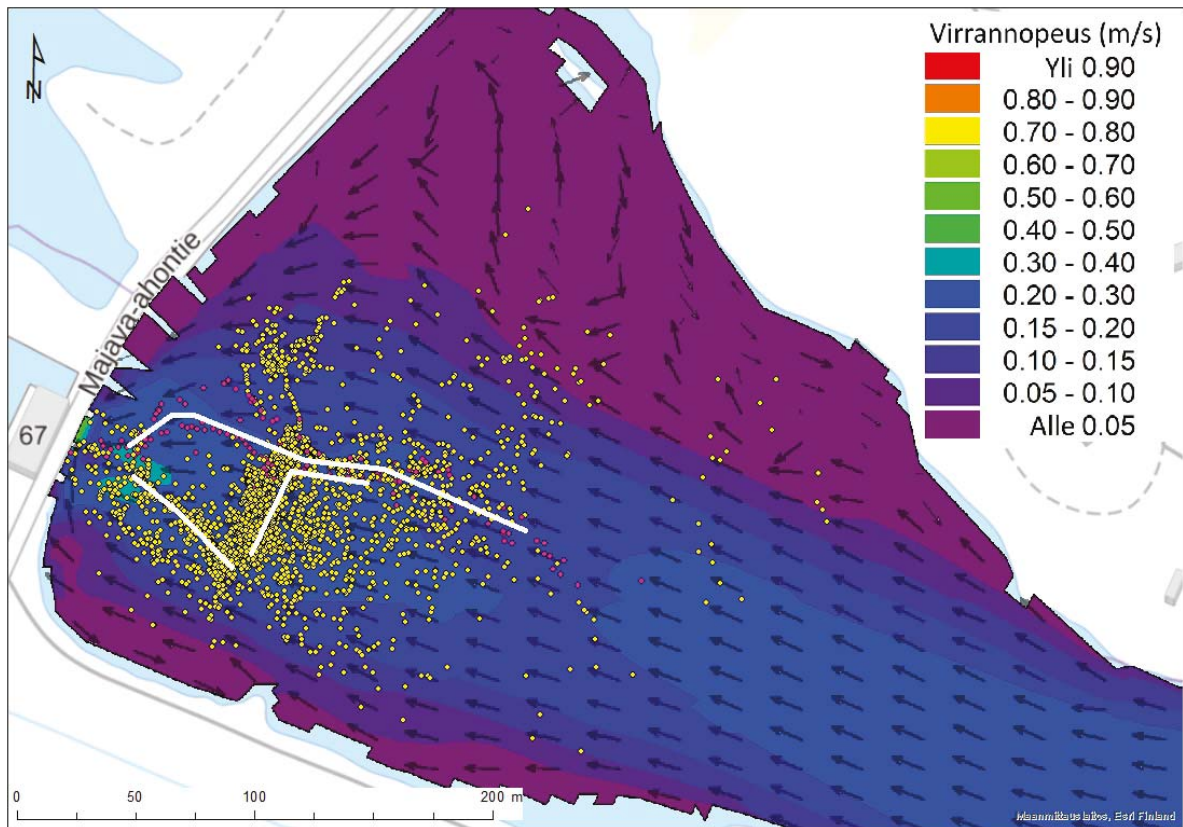 N
Virrannopeus (m/s)
Yli 0.90
0.80 - 0.90
0.70 - 0.80
0.60 - 0.70
0.50 - 0.60
0.40 - 0.50
0.30 - 0.40
0.20 - 0.30
0.15 - 0.20
0.10 - 0.15
0.05 - 0.10
Alle 0.05
Majava-ahontie
67
0 50 100 200 m
Maanmittauslaitos, Esri Finland